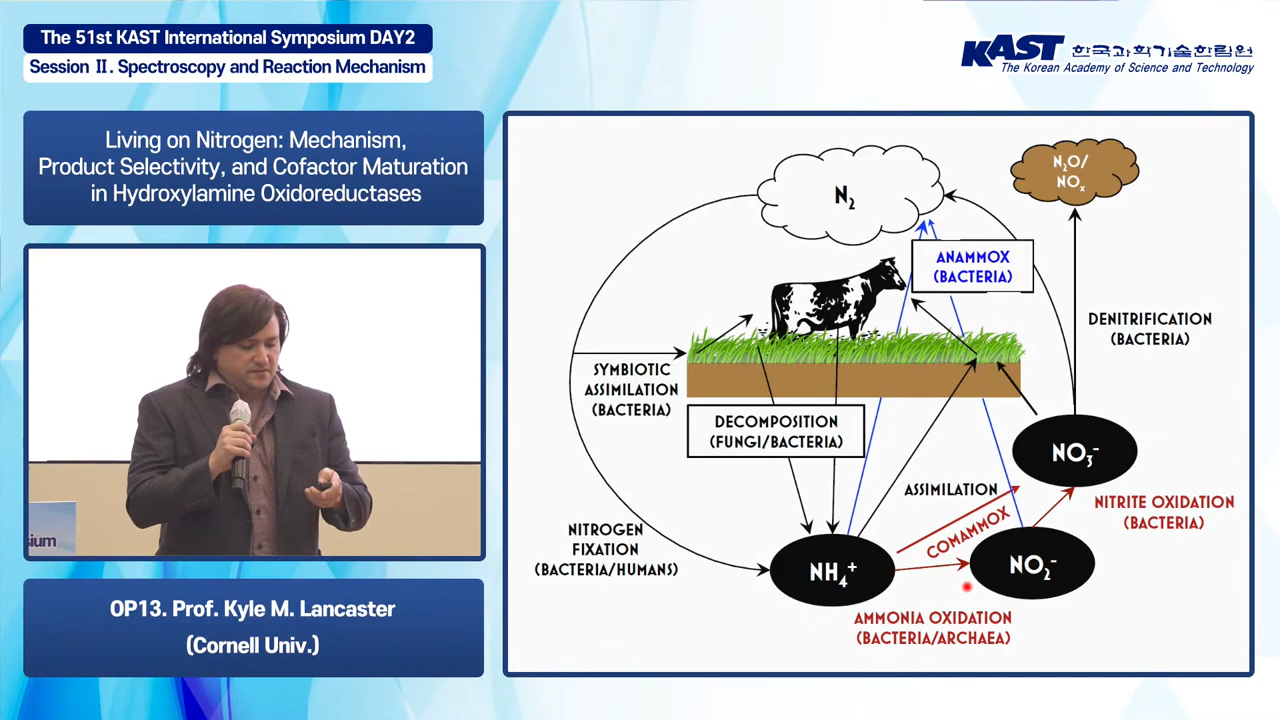 The 51st KAST International Symposium DAY2
Session Ⅱ. Spectroscopy and Reaction Mechanism
KAST 한국과학기술한림원
The Korean Academy of Science and Technology
Living on Nitrogen: Mechanism,
Product Selectivity, and Cofactor Maturation
in Hydroxylamine Oxidoreductases
sium
OP13. Prof. Kyle M. Lancaster
(Cornell Univ.)
N₂
N₂O/
NOₓ
ANAMMOX
(BACTERIA)
DENITRIFICATION
(BACTERIA)
SYMBIOTIC
ASSIMILATION
(BACTERIA)
DECOMPOSITION
(FUNGI/BACTERIA)
NO₃⁻
ASSIMILATION
NITRITE OXIDATION
(BACTERIA)
COMAMMOX
NITROGEN
FIXATION
(BACTERIA/HUMANS)
NH₄⁺
NO₂⁻
AMMONIA OXIDATION
(BACTERIA/ARCHAEA)